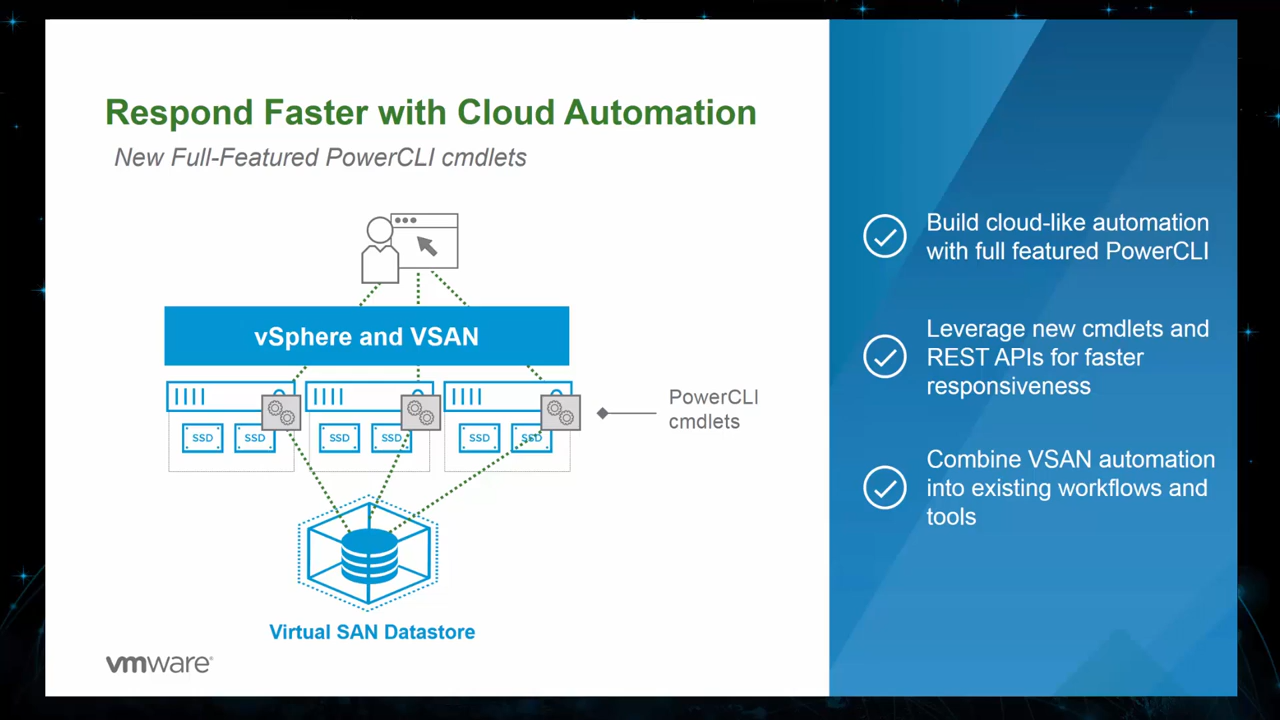 Respond Faster with Cloud Automation
New Full-Featured PowerCLI cmdlets
vSphere and VSAN
SSD
SSD
SSD
SSD
SSD
SSD
PowerCLI
cmdlets
Virtual SAN Datastore
vmware
Build cloud-like automation
with full featured PowerCLI
Leverage new cmdlets and
REST APIs for faster
responsiveness
Combine VSAN automation
into existing workflows and
tools